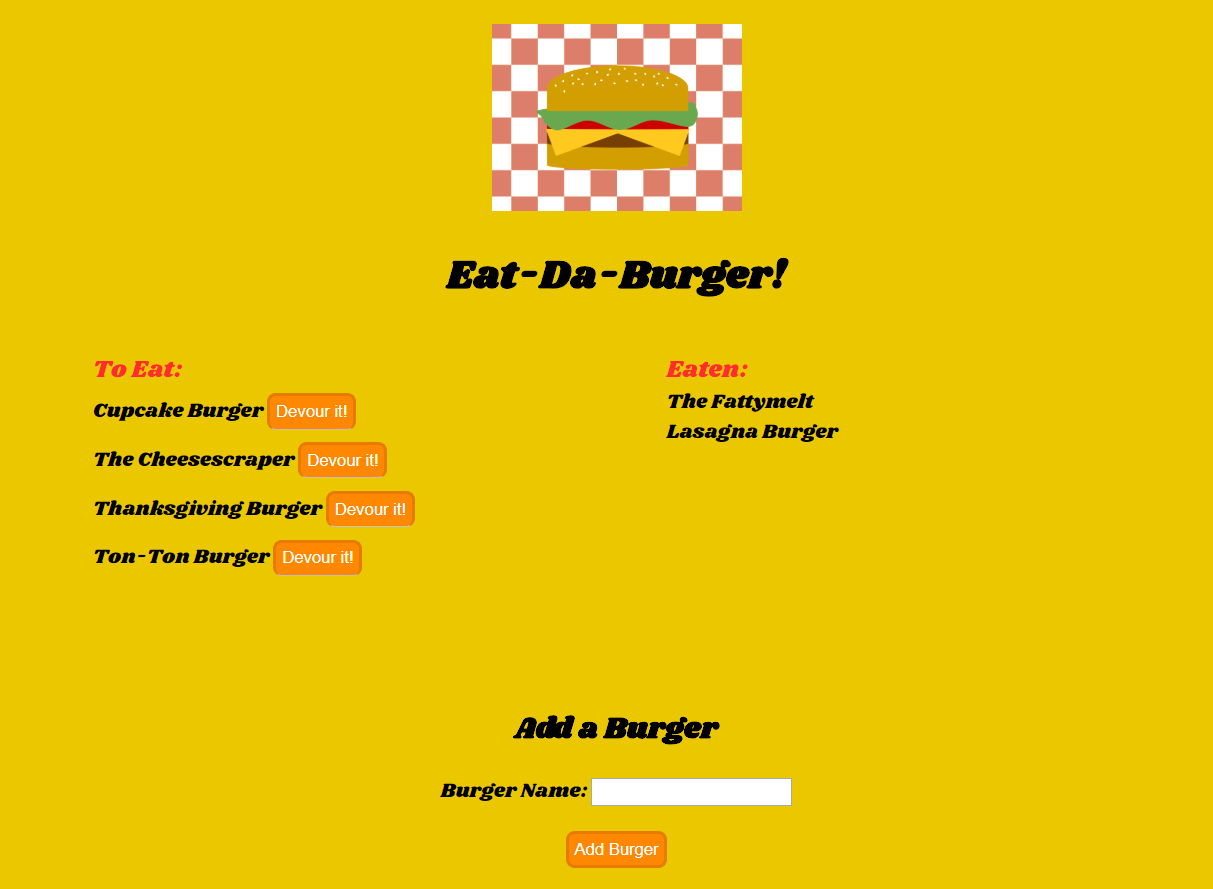 Eat-Da-Burger!
To Eat:
Cupcake Burger Devour it!
The Cheesescraper Devour it!
Thanksgiving Burger Devour it!
Ton-Ton Burger Devour it!
Eaten:
The Fattymelt
Lasagna Burger
Add a Burger
Burger Name:
Add Burger